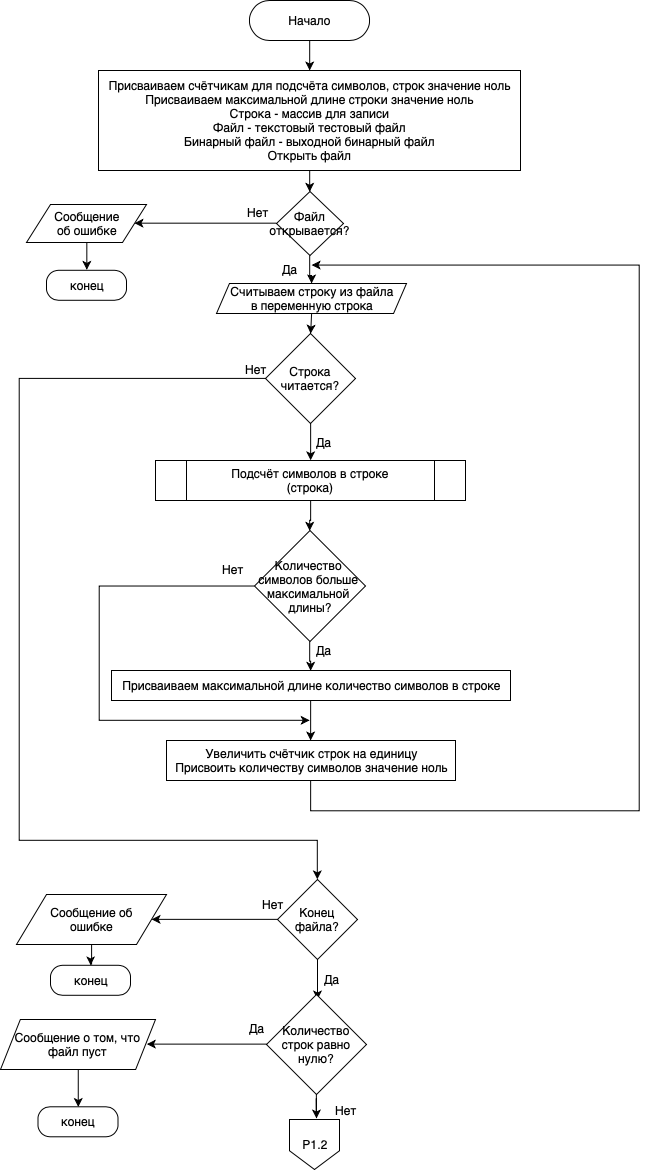 Начало
Присваиваем счётчикам для подсчёта символов, строк значение ноль
Присваиваем максимальной длине строки значение ноль
Строка - массив для записи
Файл - текстовый тестовый файл
Бинарный файл - выходной бинарный файл
Открыть файл
Файл
открывается?
Нет
Сообщение
об ошибке
конец
Да
Считываем строку из файла
в переменную строка
Строка
читается?
Нет
Да
Подсчёт символов в строке
(строка)
Количество
символов больше
максимальной
длины?
Нет
Да
Присваиваем максимальной длине количество символов в строке
Увеличить счётчик строк на единицу
Присвоить количеству символов значение ноль
Конец
файла?
Нет
Сообщение об
ошибке
конец
Да
Количество
строк равно
нулю?
Да
Сообщение о том, что
файл пуст
конец
Нет
P1.2